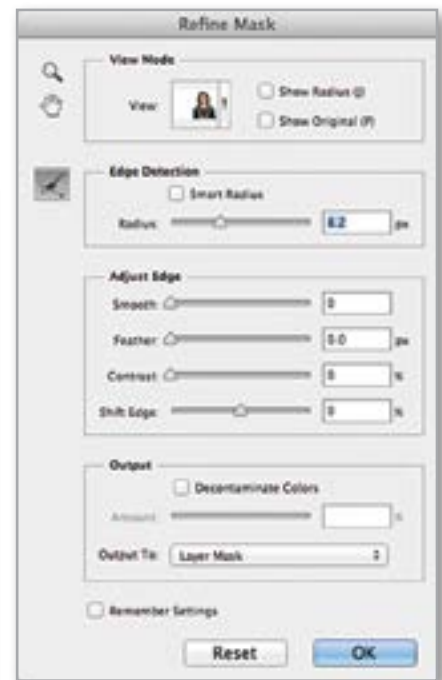 Refine Mask
View Mode
View:
Show Radius (J)
Show Original (P)
Edge Detection
Smart Radius
Radius: px
Adjust Edge
Smooth: 0
Feather: 0.0 px
Contrast: 0 %
Shift Edge: 0 %
Output
Decontaminate Colors
Amount: %
Output To: Layer Mask
Remember Settings
Reset OK